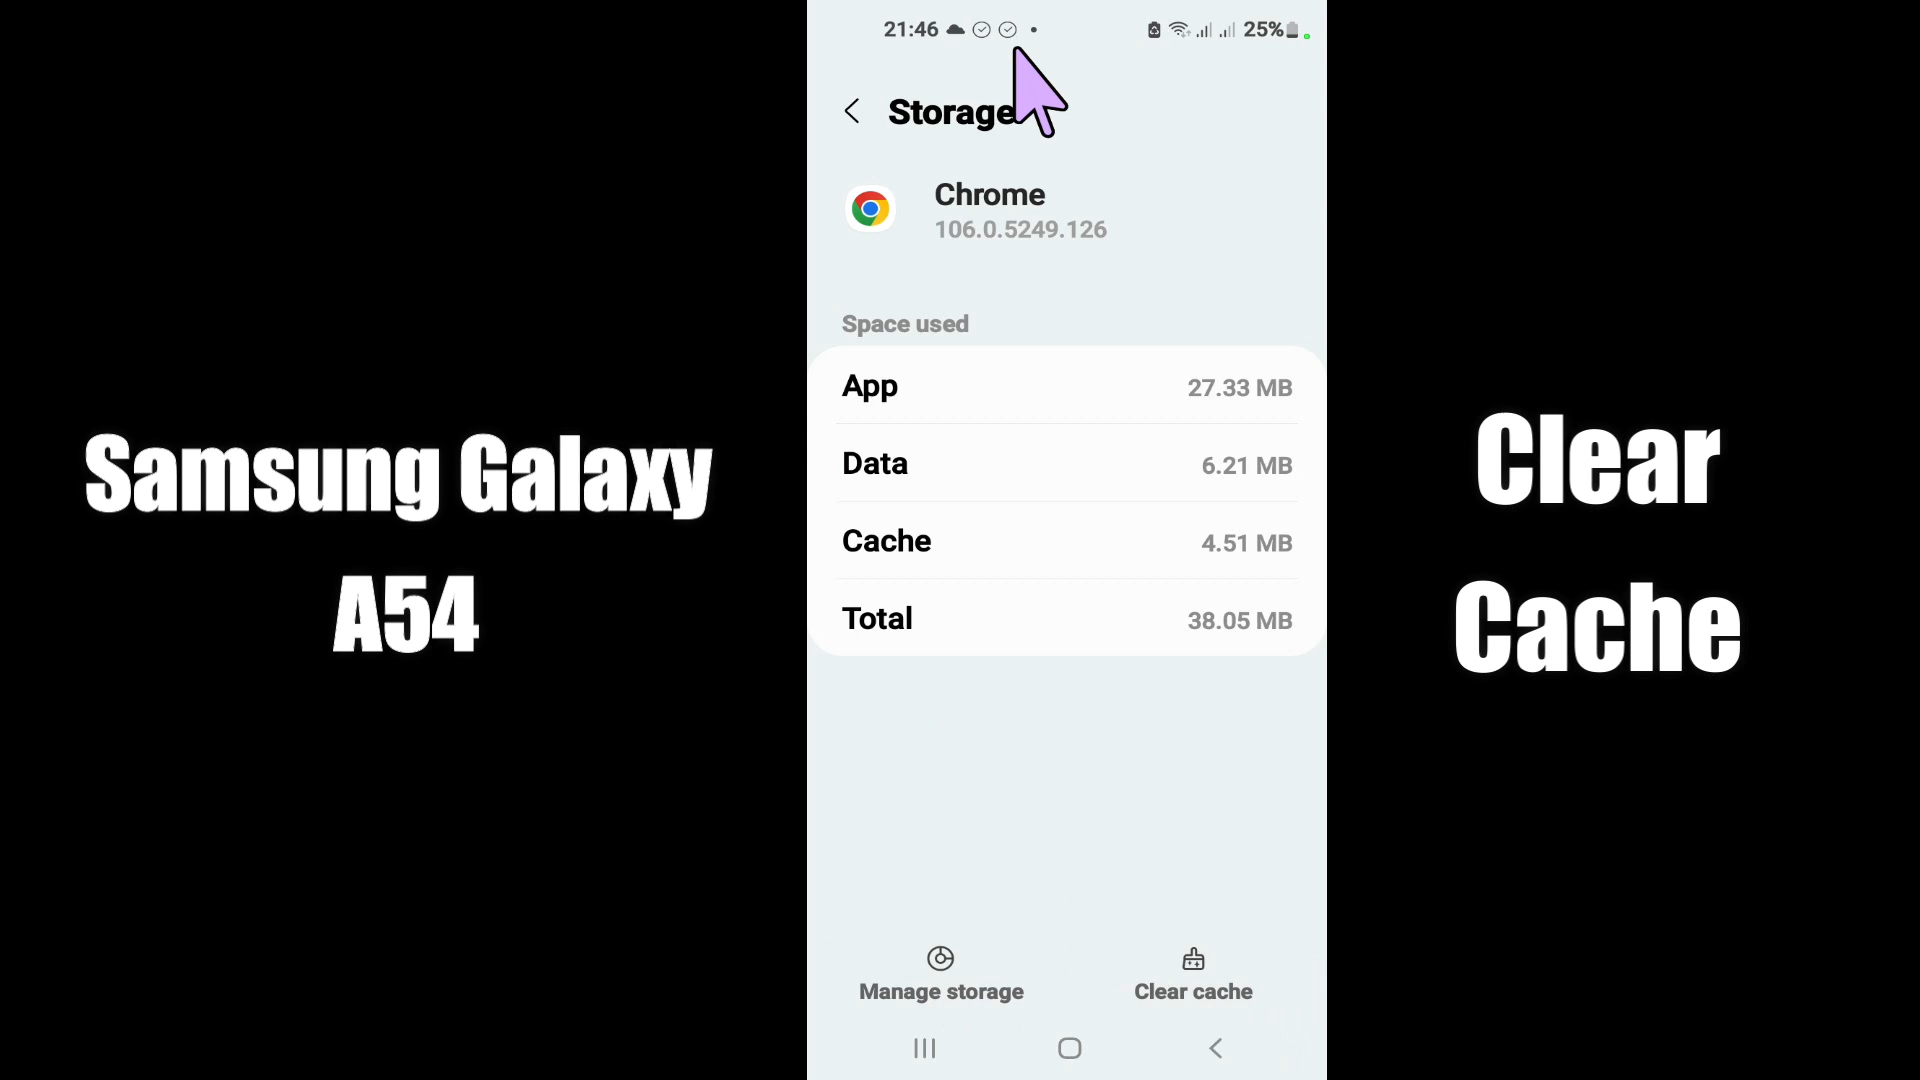 Samsung Galaxy
A54
21:46
25%
Storage
Chrome
106.0.5249.126
Space used
App 27.33 MB
Data 6.21 MB
Cache 4.51 MB
Total 38.05 MB
Manage storage
Clear cache
Clear
Cache